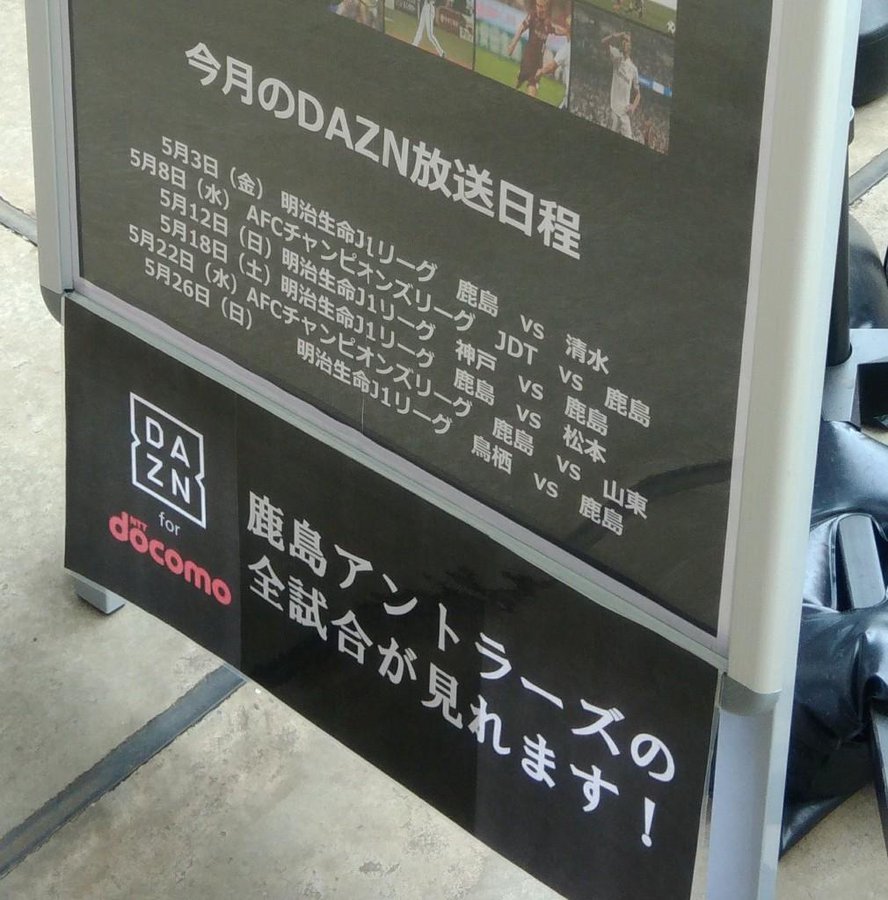 今月のDAZN放送日程
5月3日（金） 明治生命J1リーグ 鹿島 vs 清水
5月8日（水） AFCチャンピオンズリーグ JDT vs 鹿島
5月12日（日） 明治生命J1リーグ 神戸 vs 鹿島
5月18日（土） 明治生命J1リーグ 鹿島 vs 松本
5月22日（水） AFCチャンピオンズリーグ 鹿島 vs 山東
5月26日（日） 明治生命J1リーグ 鳥栖 vs 鹿島
DAZN
for
NTT
docomo
鹿島アントラーズの
全試合が見れます！